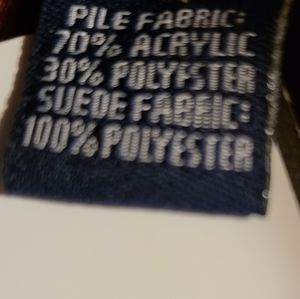 PILE FABRIC:
70% ACRYLIC
30% POLYESTER
SUEDE FABRIC:
100% POLYESTER